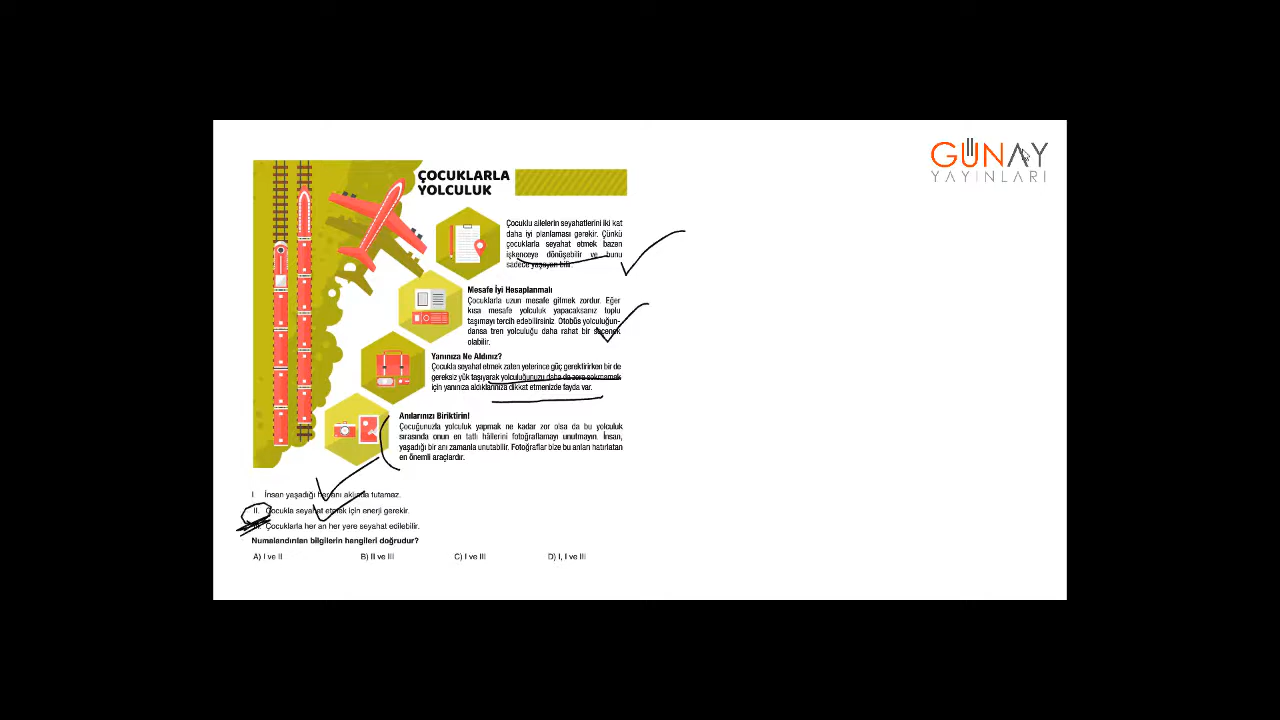 GÜNAY
YAYINLARI
ÇOCUKLARLA
YOLCULUK
Çocuklu ailelerin seyahatlerini iki kat
daha iyi planlaması gerekir. Çünkü
çocuklarla seyahat etmek bazen
işkenceye dönüşebilir ve bunu
sadece yaşayan bilir.
Mesafe İyi Hesaplanmalı
Çocuklarla uzun mesafe gitmek zordur. Eğer
kısa mesafe yolculuk yapacaksanız toplu
taşımayı tercih edebilirsiniz. Otobüs yolculuğun-
dansa tren yolculuğu daha rahat bir seçenek
olabilir.
Yanınıza Ne Aldınız?
Çocukla seyahat etmek zaten yeterince güç gerektirirken bir de
gereksiz yük taşıyarak yolculuğunuzu daha da zora sokmamak
için yanınıza aldıklarınıza dikkat etmenizde fayda var.
Anılarınızı Biriktirin!
Çocuğunuzla yolculuk yapmak ne kadar zor olsa da bu yolculuk
sırasında onun en tatlı hâllerini fotoğraflamayı unutmayın. İnsan,
yaşadığı bir anı zamanla unutabilir. Fotoğraflar bize bu anları hatırlatan
en önemli araçlardır.
I İnsan yaşadığı her anı aklında tutamaz.
II. Çocukla seyahat etmek için enerji gerekir.
Çocuklarla her an her yere seyahat edilebilir.
Numalandırılan bilgilerin hangileri doğrudur?
A) I ve II B) II ve III C) I ve III D) I, I ve III